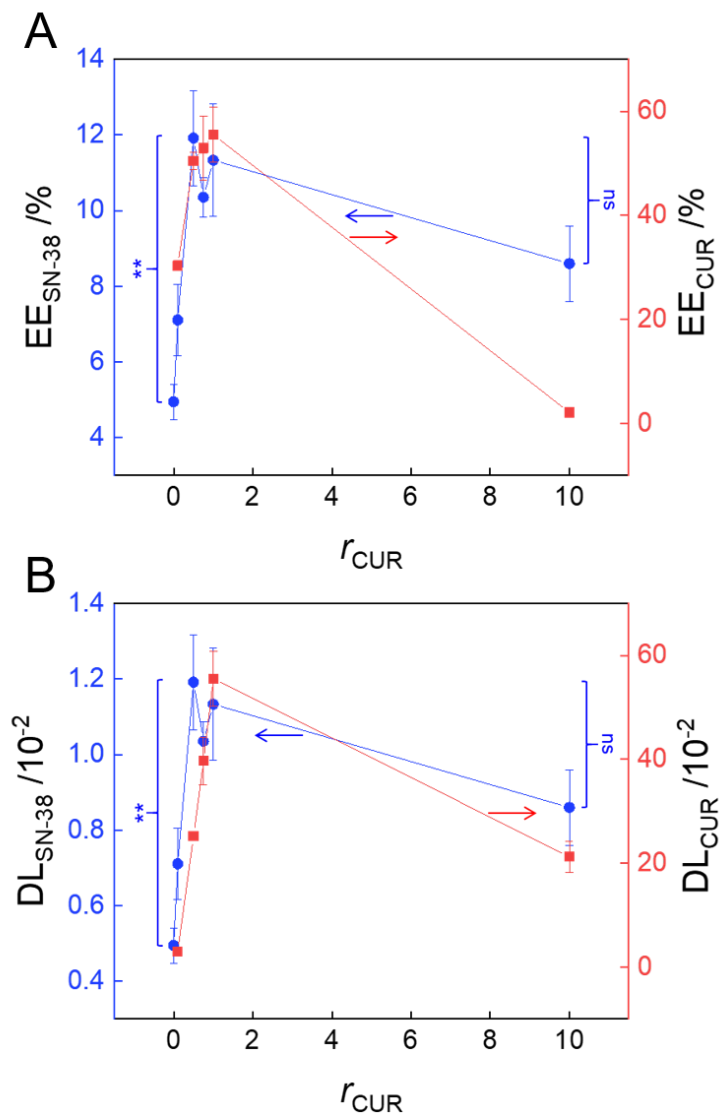 A
14
12
10
8
6
4
EE_SN-38 /%
**
ns
60
40
20
0
EE_CUR /%
0 2 4 6 8 10
r_CUR
B
1.4
1.2
1.0
0.8
0.6
0.4
DL_SN-38 /10^-2
**
ns
60
40
20
0
DL_CUR /10^-2
0 2 4 6 8 10
r_CUR